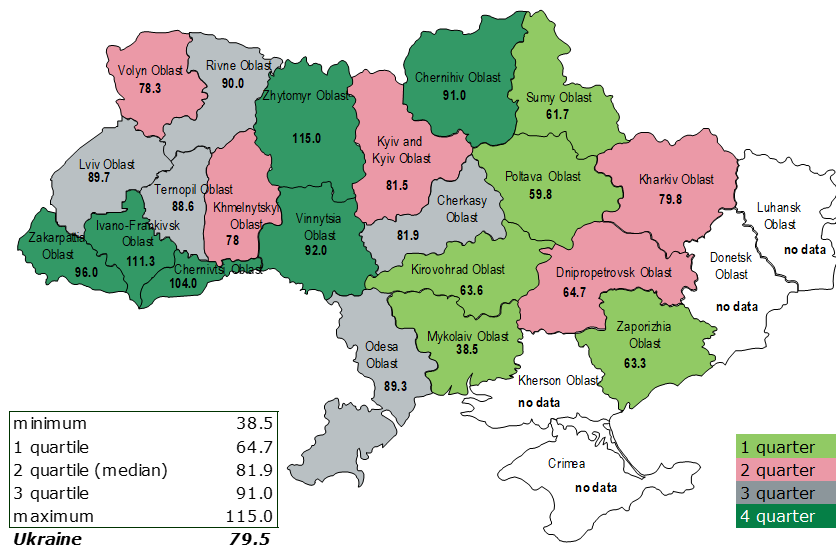 Volyn Oblast
78.3
Rivne Oblast
90.0
Zhytomyr Oblast
115.0
Kyiv and
Kyiv Oblast
81.5
Chernihiv Oblast
91.0
Sumy Oblast
61.7
Lviv Oblast
89.7
Ternopil Oblast
88.6
Khmelnytskyi
Oblast
78
Vinnytsia
Oblast
92.0
Cherkasy
Oblast
81.9
Poltava Oblast
59.8
Kharkiv Oblast
79.8
Luhansk
Oblast
no data
Zakarpattia
Oblast
96.0
Ivano-Frankivsk
Oblast
111.3
Chernivtsi Oblast
104.0
Kirovohrad Oblast
63.6
Dnipropetrovsk Oblast
64.7
Donetsk
Oblast
no data
Odesa
Oblast
89.3
Mykolaiv Oblast
38.5
Zaporizhia
Oblast
63.3
Kherson Oblast
no data
Crimea
no data
minimum 38.5
1 quartile 64.7
2 quartile (median) 81.9
3 quartile 91.0
maximum 115.0
Ukraine 79.5
1 quarter
2 quarter
3 quarter
4 quarter